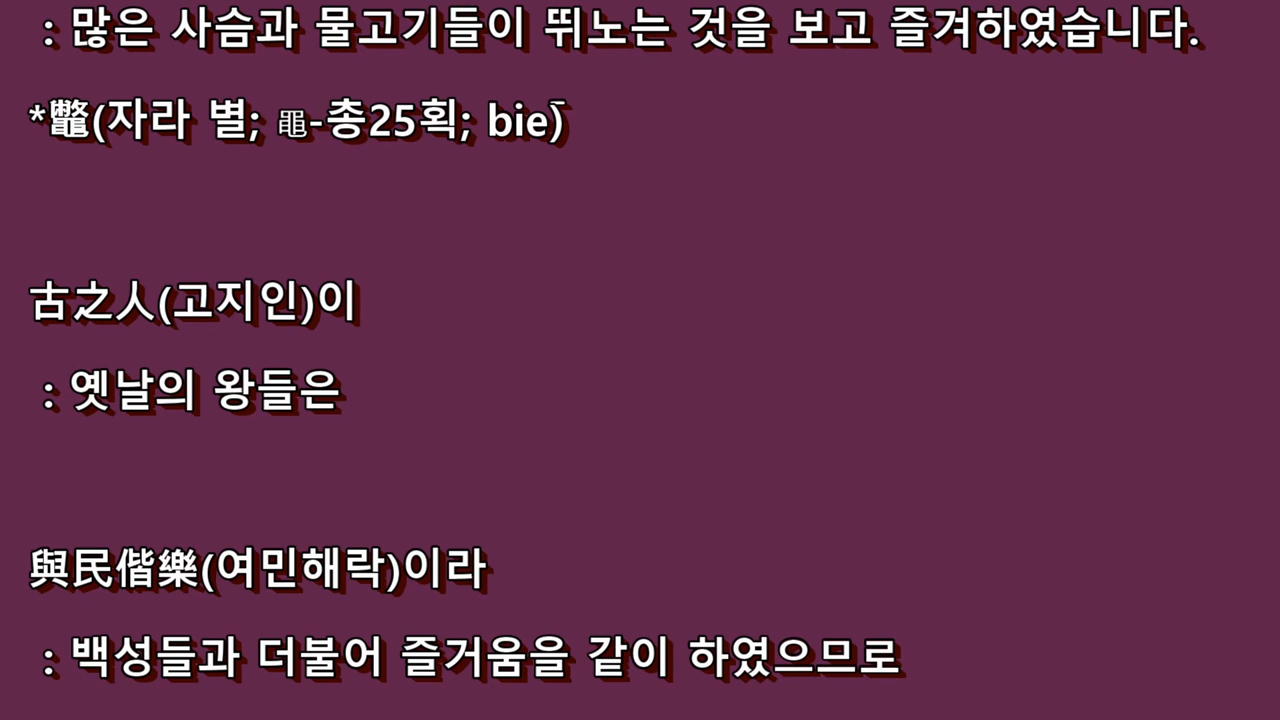 : 많은 사슴과 물고기들이 뛰노는 것을 보고 즐겨하였습니다.
*鼈(자라 별; 黽-총25획; biē)
古之人(고지인)이
: 옛날의 왕들은
與民偕樂(여민해락)이라
: 백성들과 더불어 즐거움을 같이 하였으므로